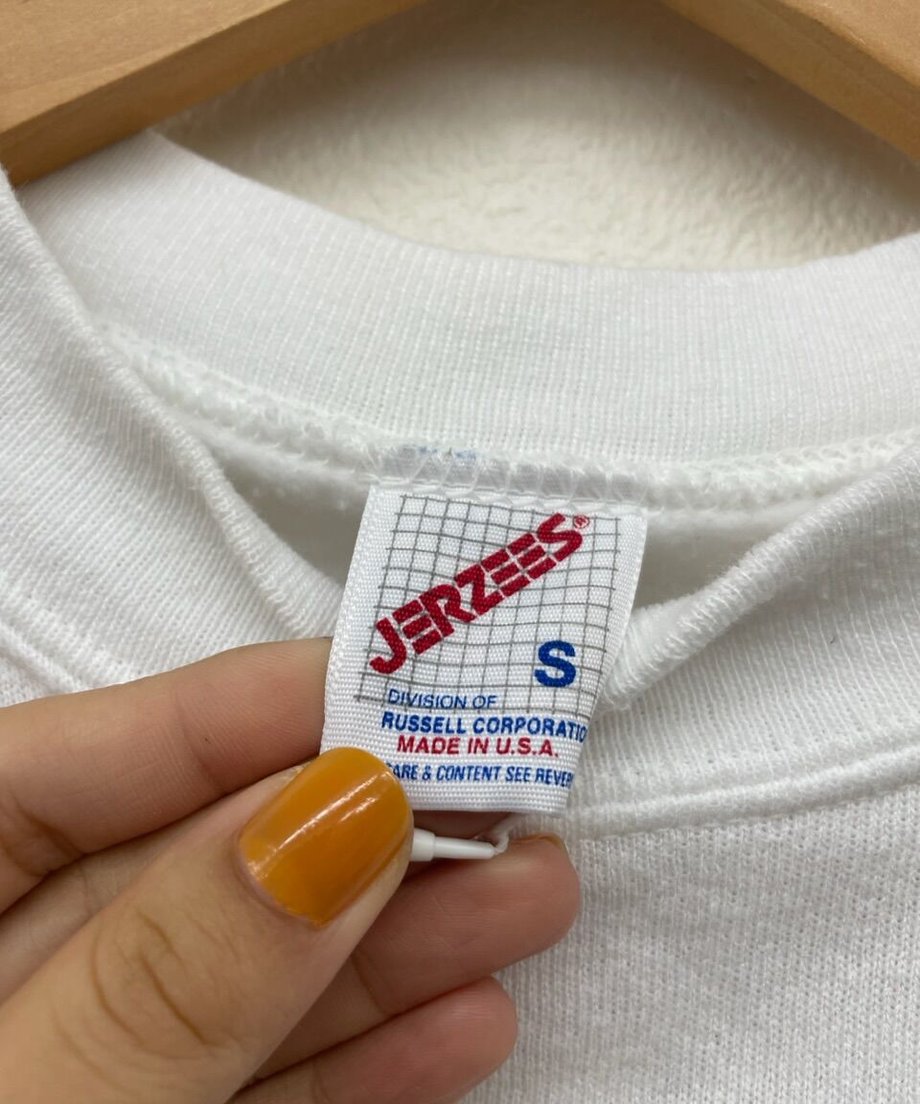 JERZEES®
S
DIVISION OF
RUSSELL CORPORATIO
MADE IN U.S.A.
ARE & CONTENT SEE REVER